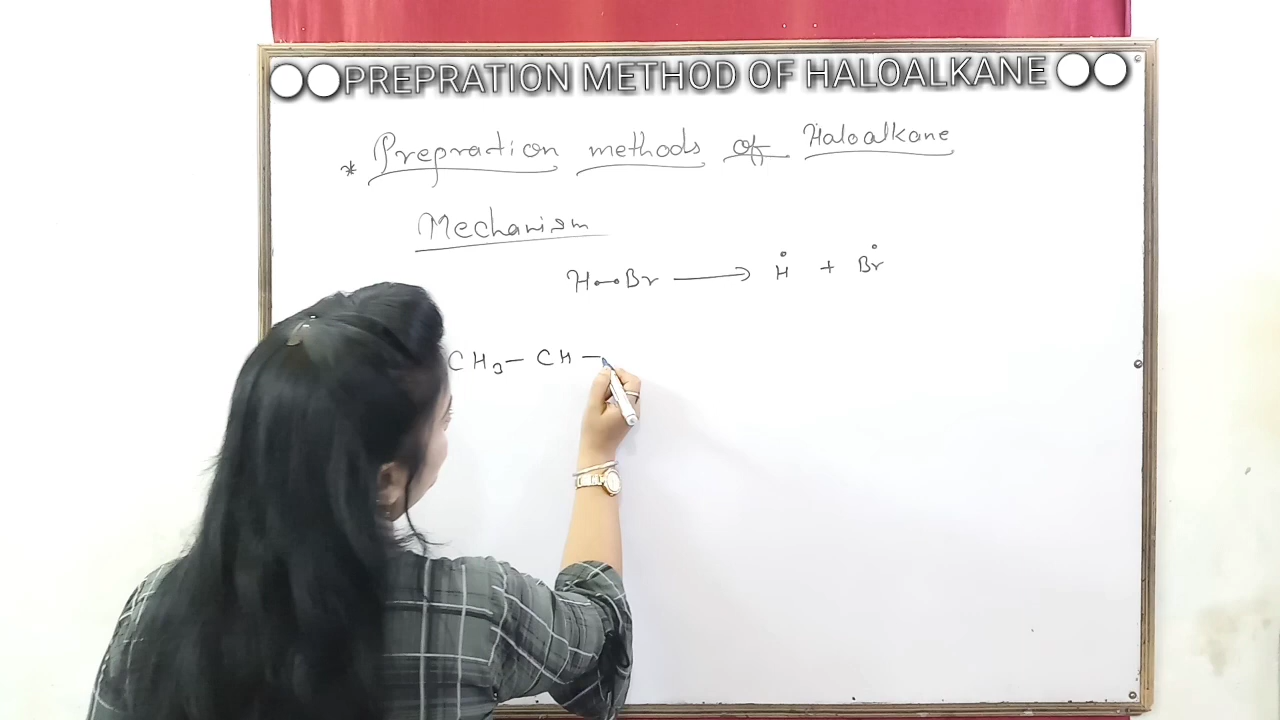 PREPRATION METHOD OF HALOALKANE
* Prepration methods of Haloalkane
Mechanism
H–Br ⟶ H° + Br°
CH₃– CH –